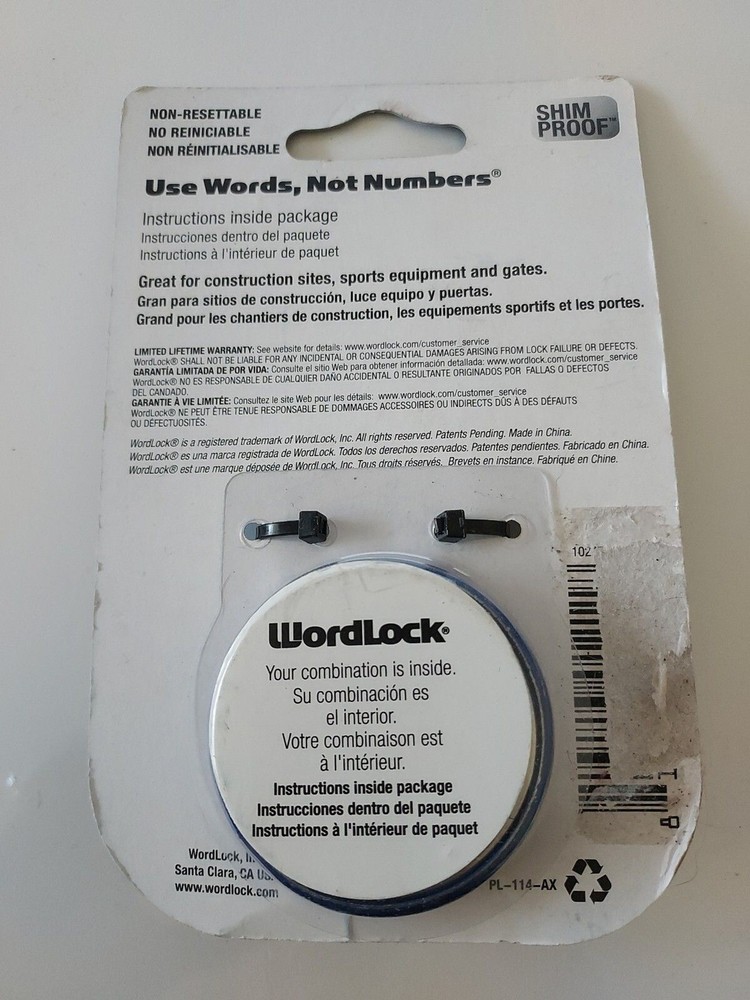 NON-RESETTABLE
NO REINICIABLE
NON RÉINITIALISABLE
SHIM
PROOF™
Use Words, Not Numbers®
Instructions inside package
Instrucciones dentro del paquete
Instructions à l'intérieur de paquet
Great for construction sites, sports equipment and gates.
Gran para sitios de construcción, luce equipo y puertas.
Grand pour les chantiers de construction, les equipements sportifs et les portes.
LIMITED LIFETIME WARRANTY: See website for details: www.wordlock.com/customer_service
WordLock® SHALL NOT BE LIABLE FOR ANY INCIDENTAL OR CONSEQUENTIAL DAMAGES ARISING FROM LOCK FAILURE OR DEFECTS.
GARANTÍA LIMITADA DE POR VIDA: Consulte el sitio Web para obtener información detallada: www.wordlock.com/customer_service
WordLock® NO ES RESPONSABLE DE CUALQUIER DAÑO ACCIDENTAL O RESULTANTE ORIGINADOS POR FALLAS O DEFECTOS
DEL CANDADO.
GARANTIE À VIE LIMITÉE: Consultez le site Web pour les détails: www.wordlock.com/customer_service
WordLock® NE PEUT ÊTRE TENUE RESPONSABLE DE DOMMAGES ACCESSOIRES OU INDIRECTS DÛS À DES DÉFAUTS
OU DÉFECTUOSITÉS.
WordLock® is a registered trademark of WordLock, Inc. All rights reserved. Patents Pending. Made in China.
WordLock® es una marca registrada de WordLock. Todos los derechos reservados. Patentes pendientes. Fabricado en China.
WordLock® est une marque déposée de WordLock, Inc. Tous droits réservés. Brevets en instance. Fabriqué en Chine.
102
WordLock®
Your combination is inside.
Su combinación es
el interior.
Votre combinaison est
à l'intérieur.
Instructions inside package
Instrucciones dentro del paquete
Instructions à l'intérieur de paquet
1
WordLock,
Santa Clara, CA
www.wordlock.com
PL-114-AX